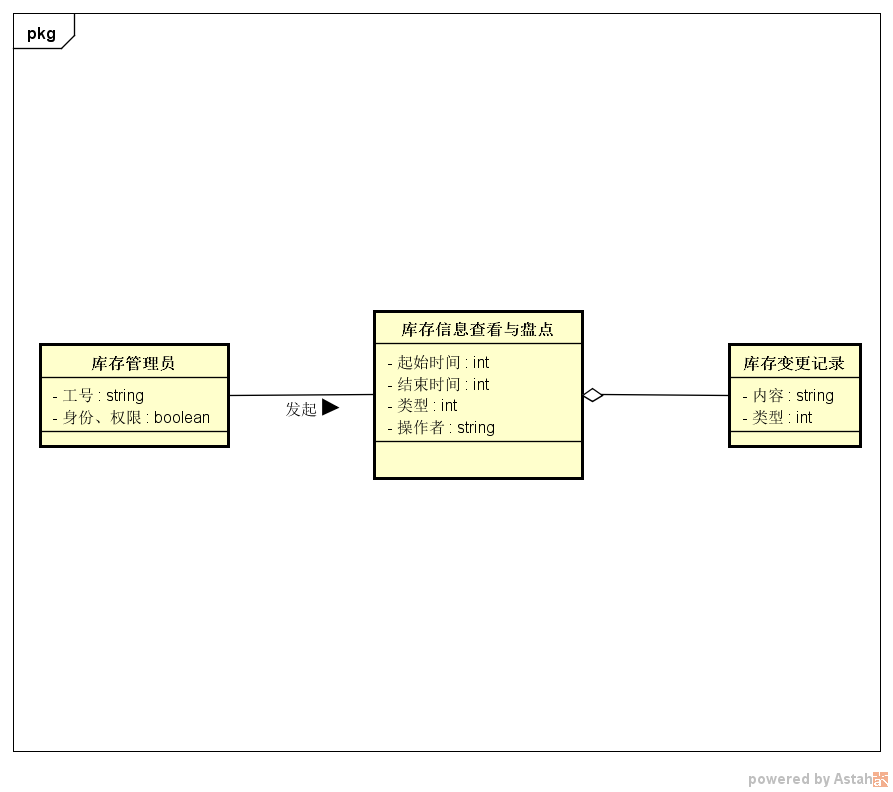 pkg
库存管理员
- 工号 : string
- 身份、权限 : boolean
发起
库存信息查看与盘点
- 起始时间 : int
- 结束时间 : int
- 类型 : int
- 操作者 : string
库存变更记录
- 内容 : string
- 类型 : int
powered by Astah